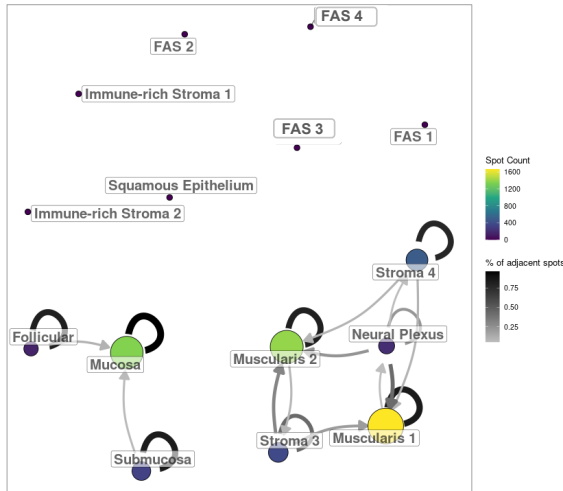 FAS 4
FAS 2
Immune-rich Stroma 1
FAS 3
FAS 1
Squamous Epithelium
Immune-rich Stroma 2
Stroma 4
Follicular
Mucosa
Muscularis 2
Neural Plexus
Stroma 3
Muscularis 1
Submucosa
Spot Count
1600
1200
800
400
0
% of adjacent spots
0.75
0.50
0.25